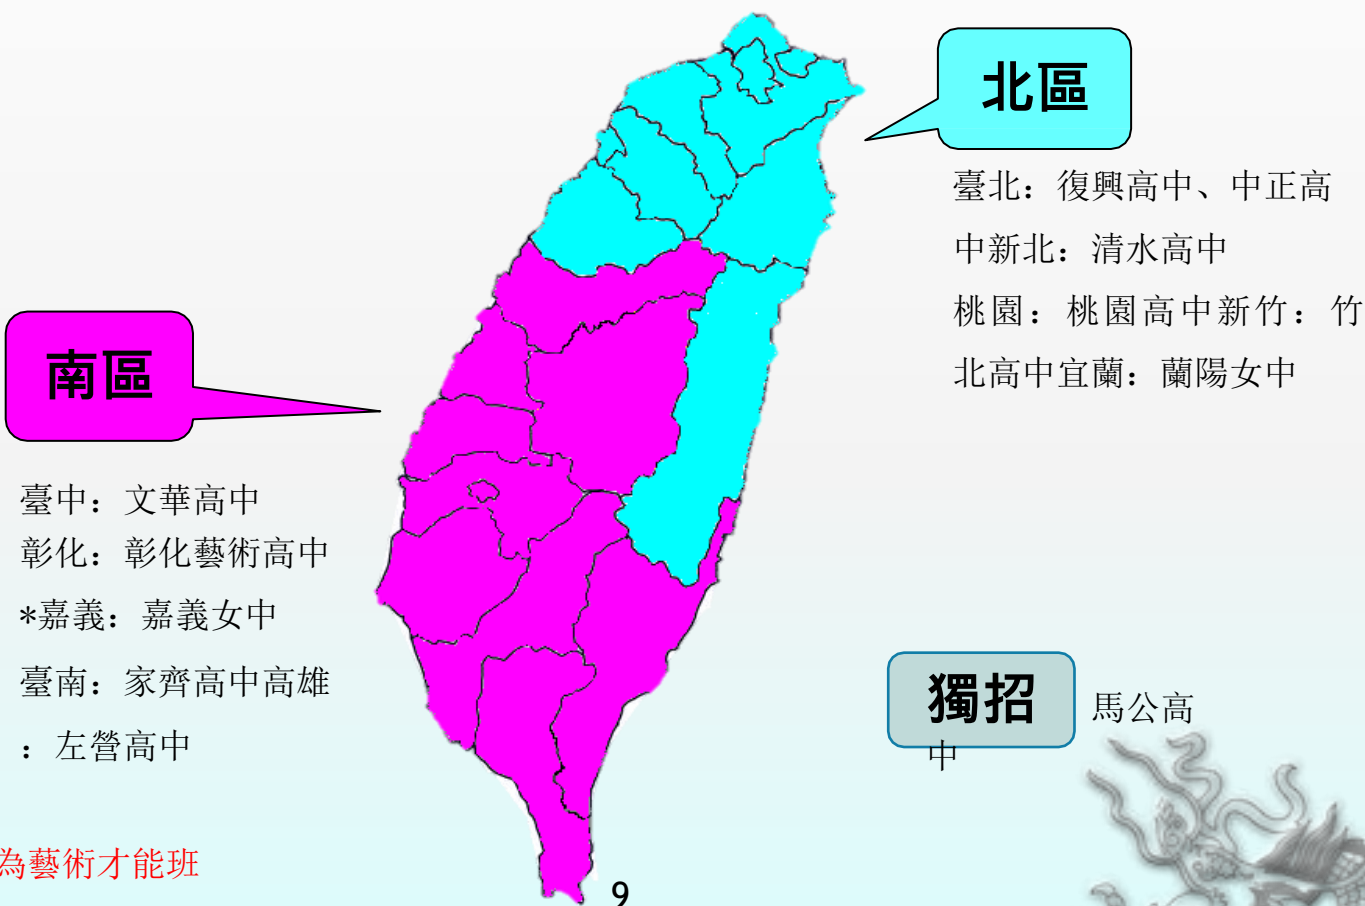 北區
臺北：復興高中、中正高
中新北：清水高中
桃園：桃園高中新竹：竹
北高中宜蘭：蘭陽女中
南區
臺中：文華高中
彰化：彰化藝術高中
*嘉義：嘉義女中
臺南：家齊高中高雄
：左營高中
獨招 馬公高
中
為藝術才能班
9